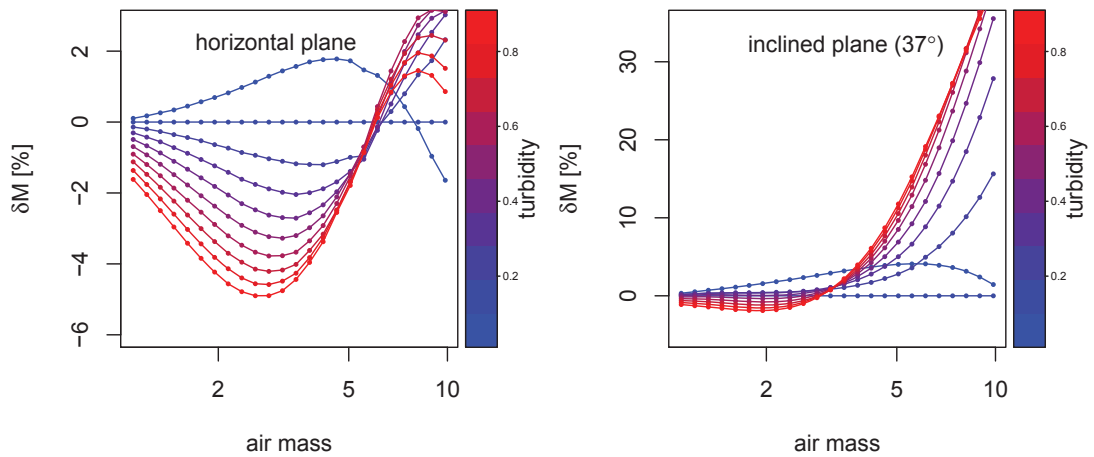 horizontal plane
δM [%]
2
0
−2
−4
−6
2
5
10
air mass
0.8
0.6
0.4
0.2
turbidity
inclined plane (37°)
δM [%]
30
20
10
0
2
5
10
air mass
0.8
0.6
0.4
0.2
turbidity